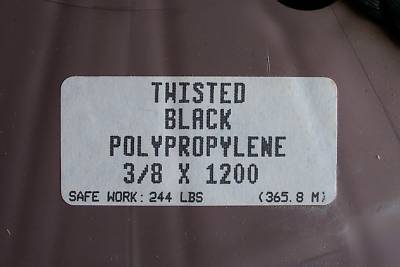 TWISTED
BLACK
POLYPROPYLENE
3/8 X 1200
SAFE WORK: 244 LBS (365.8 M)